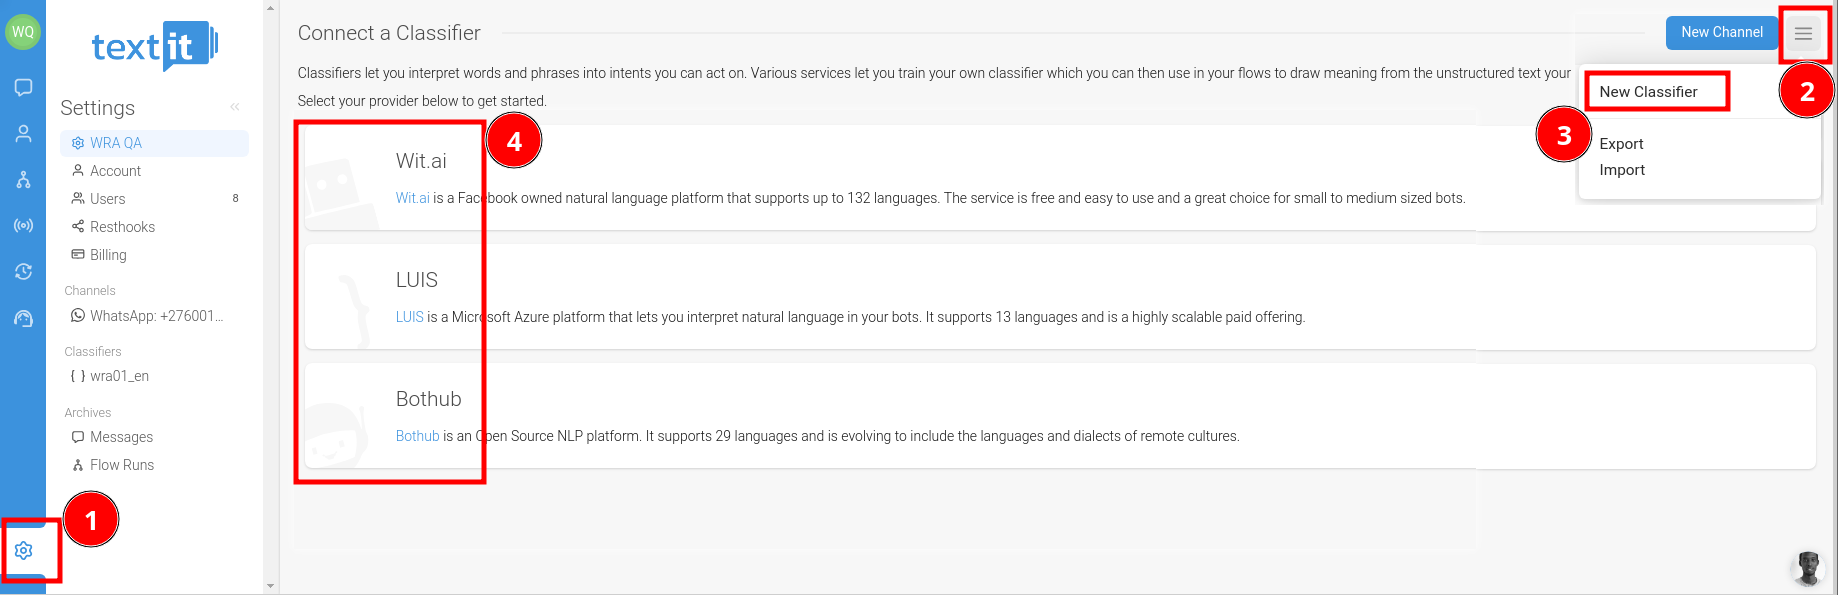 WQ
textit
Settings
WRA QA
Account
Users 8
Resthooks
Billing
Channels
WhatsApp: +276001...
Classifiers
{ } wra01_en
Archives
Messages
Flow Runs
1
Connect a Classifier
New Channel
Classifiers let you interpret words and phrases into intents you can act on. Various services let you train your own classifier which you can then use in your flows to draw meaning from the unstructured text your
Select your provider below to get started.
2
New Classifier
3
Export
Import
4
Wit.ai
Wit.ai is a Facebook owned natural language platform that supports up to 132 languages. The service is free and easy to use and a great choice for small to medium sized bots.
LUIS
LUIS is a Microsoft Azure platform that lets you interpret natural language in your bots. It supports 13 languages and is a highly scalable paid offering.
Bothub
Bothub is an Open Source NLP platform. It supports 29 languages and is evolving to include the languages and dialects of remote cultures.